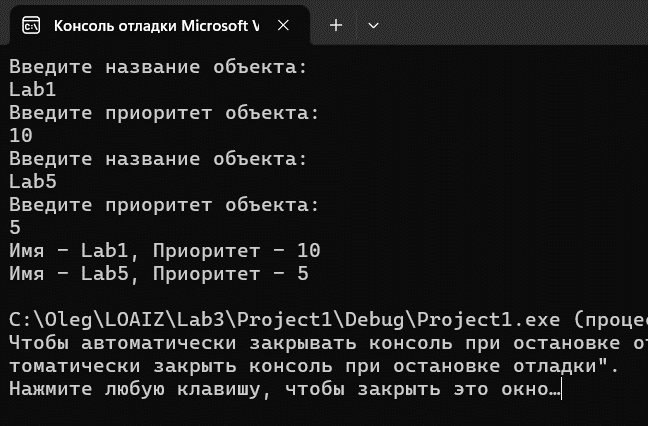 Консоль отладки Microsoft V
Введите название объекта:
Lab1
Введите приоритет объекта:
10
Введите название объекта:
Lab5
Введите приоритет объекта:
5
Имя – Lab1, Приоритет – 10
Имя – Lab5, Приоритет – 5
C:\Oleg\LOAIZ\Lab3\Project1\Debug\Project1.exe (процес
Чтобы автоматически закрывать консоль при остановке от
томатически закрыть консоль при остановке отладки".
Нажмите любую клавишу, чтобы закрыть это окно…